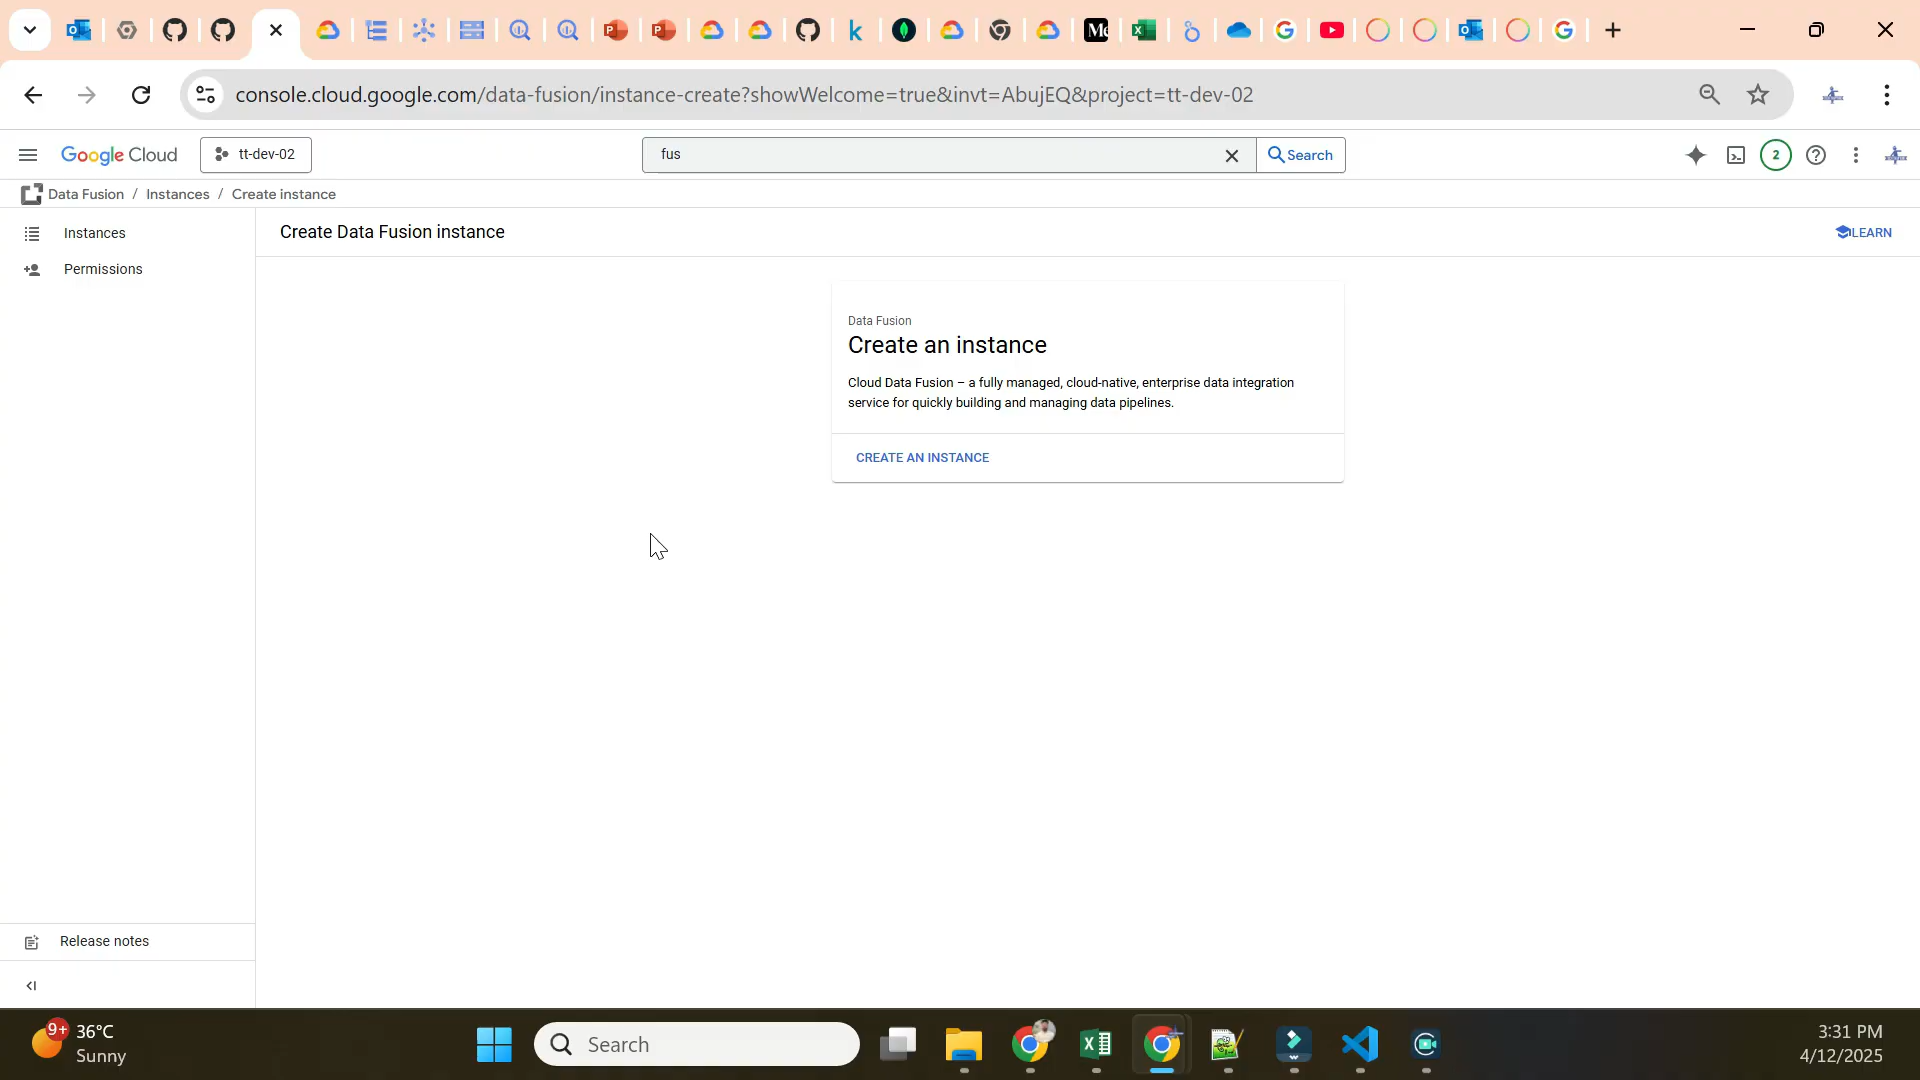 console.cloud.google.com/data-fusion/instance-create?showWelcome=true&invt=AbujEQ&project=tt-dev-02
Google Cloud
tt-dev-02
fus
Search
2
Data Fusion / Instances / Create instance
Instances
Create Data Fusion instance
LEARN
Permissions
Data Fusion
Create an instance
Cloud Data Fusion – a fully managed, cloud-native, enterprise data integration
service for quickly building and managing data pipelines.
CREATE AN INSTANCE
Release notes
9+
36°C
Sunny
Search
3:31 PM
4/12/2025